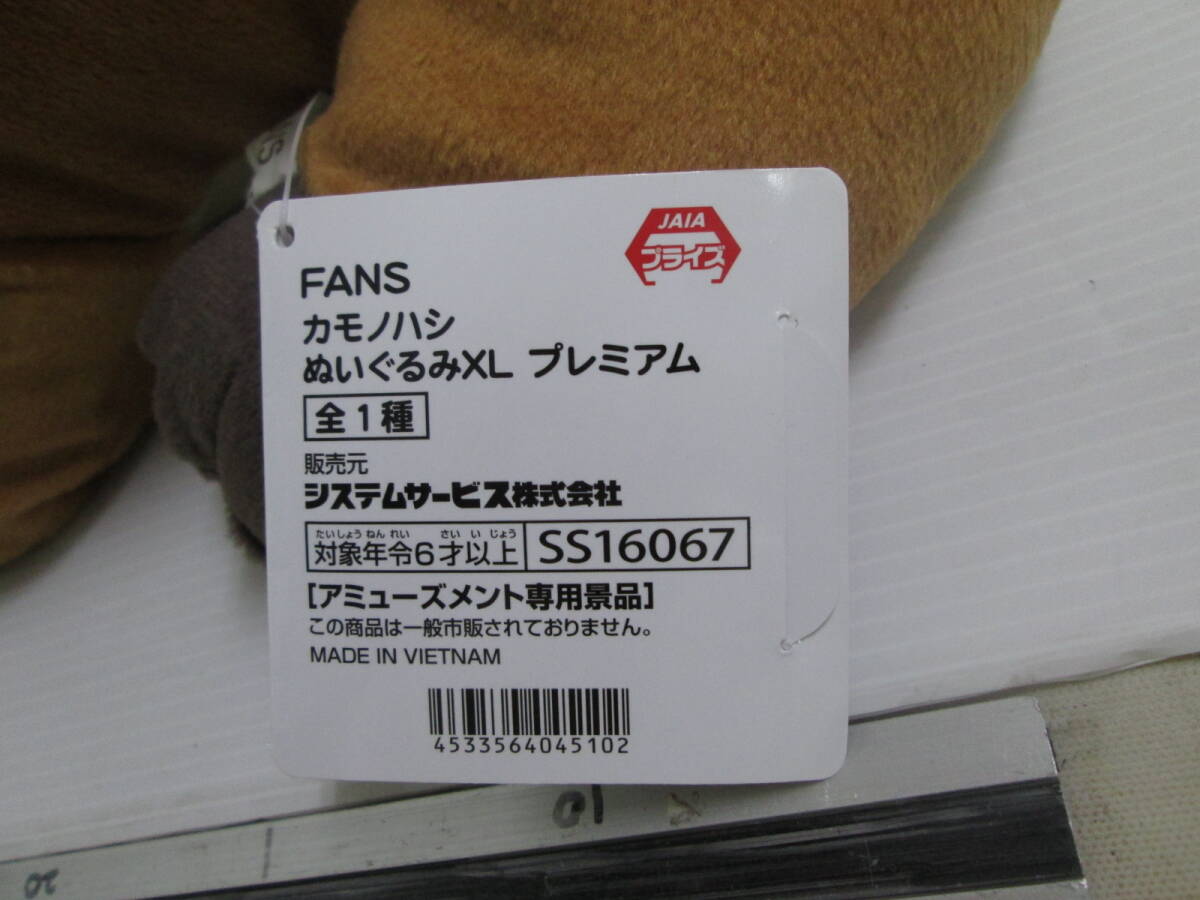 JAIA
プライズ
FANS
カモノハシ
ぬいぐるみXL プレミアム
全1種
販売元
システムサービス株式会社
たいしょうねんれい さいいじょう
対象年令6才以上 SS16067
[アミューズメント専用景品]
この商品は一般市販されておりません。
MADE IN VIETNAM
4533564045102
10
20